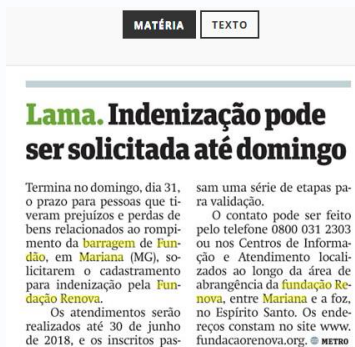 MATÉRIA
TEXTO
Lama. Indenização pode
ser solicitada até domingo
Termina no domingo, dia 31,
o prazo para pessoas que ti-
veram prejuízos e perdas de
bens relacionados ao rompi-
mento da barragem de Fun-
dão, em Mariana (MG), so-
licitarem o cadastramento
para indenização pela Fun-
dação Renova.
Os atendimentos serão
realizados até 30 de junho
de 2018, e os inscritos pas-
sam uma série de etapas pa-
ra validação.
O contato pode ser feito
pelo telefone 0800 031 2303
ou nos Centros de Informa-
ção e Atendimento locali-
zados ao longo da área de
abrangência da fundação Re-
nova, entre Mariana e a foz,
no Espírito Santo. Os ende-
reços constam no site www.
fundacaorenova.org. METRO